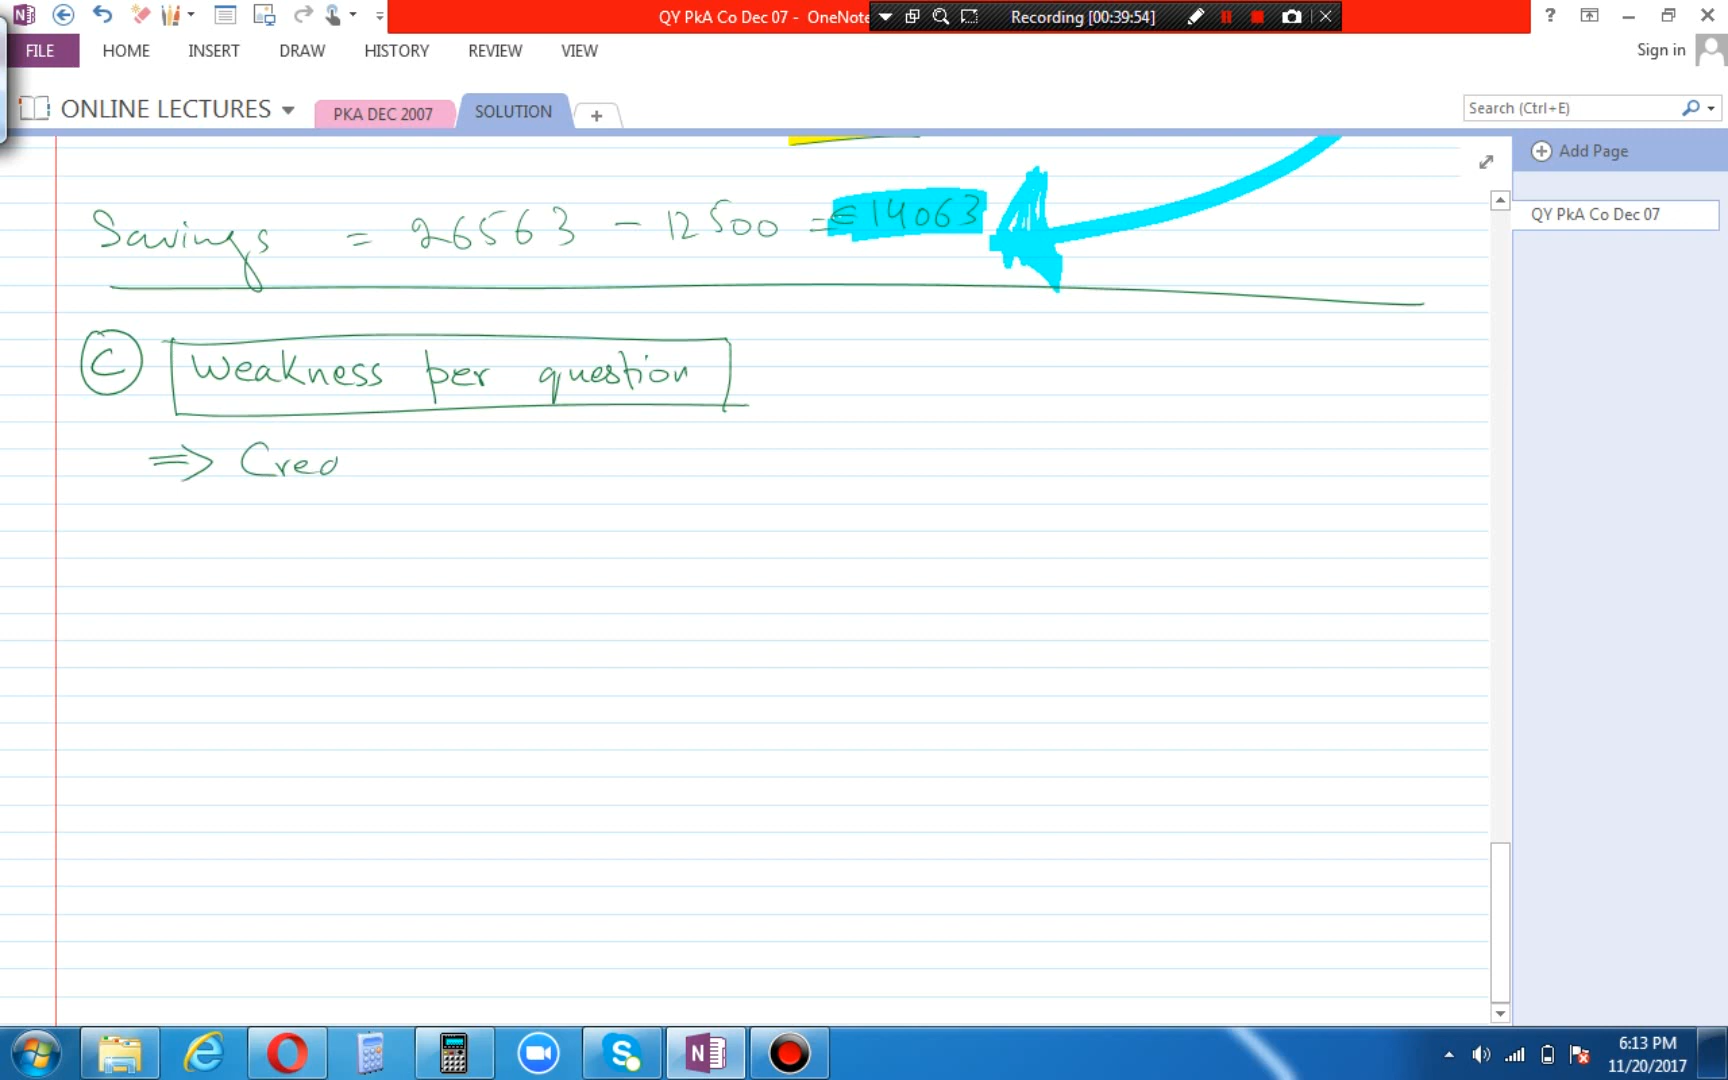 QY PkA Co Dec 07 - OneNote
Recording [00:39:54]
?
FILE
HOME
INSERT
DRAW
HISTORY
REVIEW
VIEW
Sign in
ONLINE LECTURES
PKA DEC 2007
SOLUTION
Search (Ctrl+E)
Add Page
QY PkA Co Dec 07
Savings = 26563 - 12500 = € 14063
C Weakness per question
⇒ Cred
6:13 PM
11/20/2017